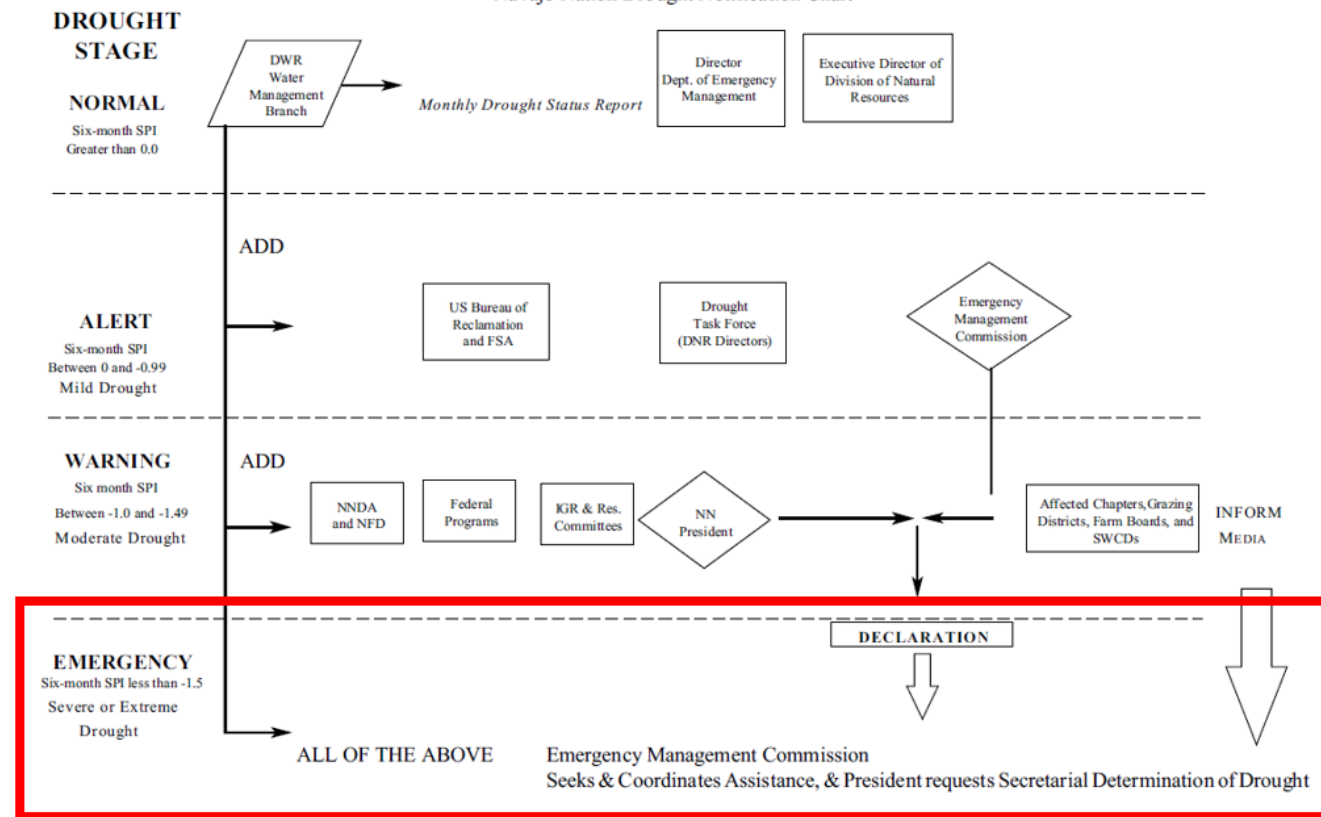 DROUGHT
STAGE
NORMAL
Six-month SPI
Greater than 0.0
DWR
Water
Management
Branch
Monthly Drought Status Report
Director
Dept. of Emergency
Management
Executive Director of
Division of Natural
Resources
ADD
ALERT
Six-month SPI
Between 0 and -0.99
Mild Drought
US Bureau of
Reclamation
and FSA
Drought
Task Force
(DNR Directors)
Emergency
Management
Commission
WARNING
Six month SPI
Between -1.0 and -1.49
Moderate Drought
ADD
NNDA
and NFD
Federal
Programs
IGR & Res.
Committees
NN
President
Affected Chapters,Grazing
Districts, Farm Boards, and
SWCDs
INFORM
MEDIA
DECLARATION
EMERGENCY
Six-month SPI less than -1.5
Severe or Extreme
Drought
ALL OF THE ABOVE
Emergency Management Commission
Seeks & Coordinates Assistance, & President requests Secretarial Determination of Drought